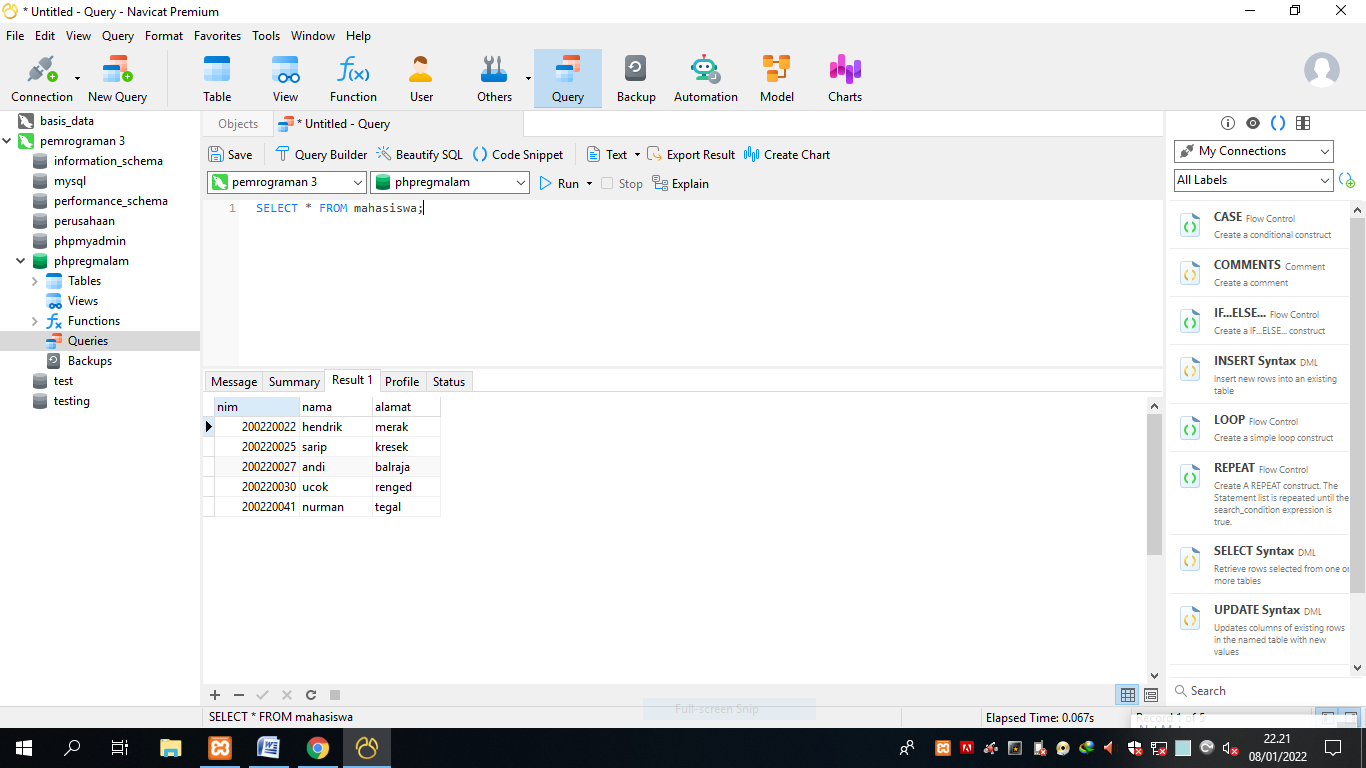 * Untitled - Query - Navicat Premium
File Edit View Query Format Favorites Tools Window Help
Connection New Query Table View Function User Others Query Backup Automation Model Charts
basis_data
pemrograman 3
information_schema
mysql
performance_schema
perusahaan
phpmyadmin
phpregmalam
Tables
Views
Functions
Queries
Backups
test
testing
Objects * Untitled - Query
Save Query Builder Beautify SQL Code Snippet Text Export Result Create Chart
pemrograman 3 phpregmalam Run Stop Explain
1 SELECT * FROM mahasiswa;
Message Summary Result 1 Profile Status
nim nama alamat
200220022 hendrik merak
200220025 sarip kresek
200220027 andi balraja
200220030 ucok renged
200220041 nurman tegal
My Connections
All Labels
CASE Flow Control
Create a conditional construct
COMMENTS Comment
Create a comment
IF...ELSE... Flow Control
Create a IF...ELSE... construct
INSERT Syntax DML
Insert new rows into an existing
table
LOOP Flow Control
Create a simple loop construct
REPEAT Flow Control
Create A REPEAT construct. The
Statement list is repeated until the
search_condition expression is
true.
SELECT Syntax DML
Retrieve rows selected from one or
more tables
UPDATE Syntax DML
Updates columns of existing rows
in the named table with new
values
Search
Full-screen Snip
SELECT * FROM mahasiswa Elapsed Time: 0.067s Record 1 of 5
22.21
08/01/2022